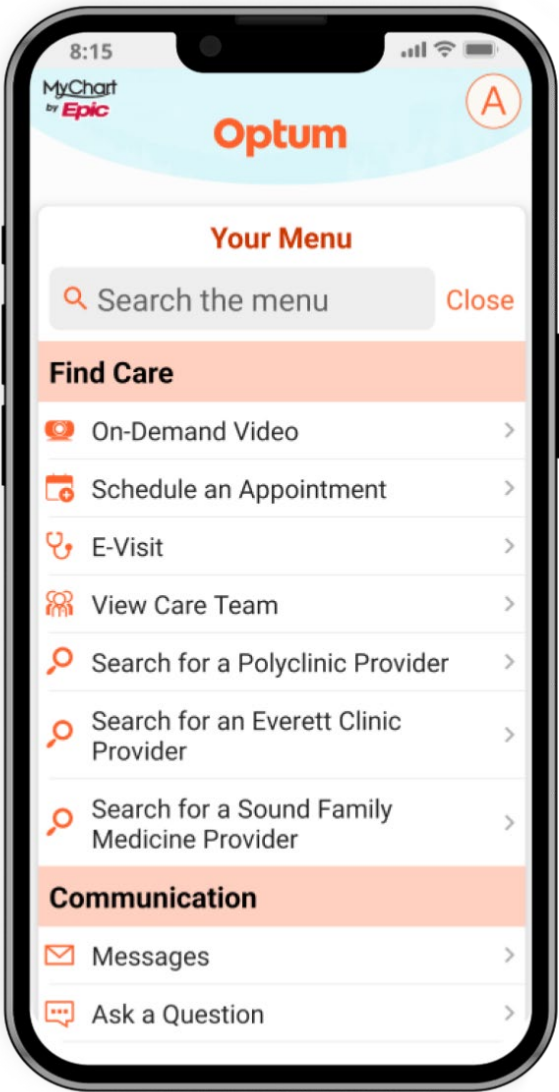 8:15
MyChart
by Epic
A
Optum
Your Menu
Search the menu
Close
Find Care
On-Demand Video
Schedule an Appointment
E-Visit
View Care Team
Search for a Polyclinic Provider
Search for an Everett Clinic
Provider
Search for a Sound Family
Medicine Provider
Communication
Messages
Ask a Question